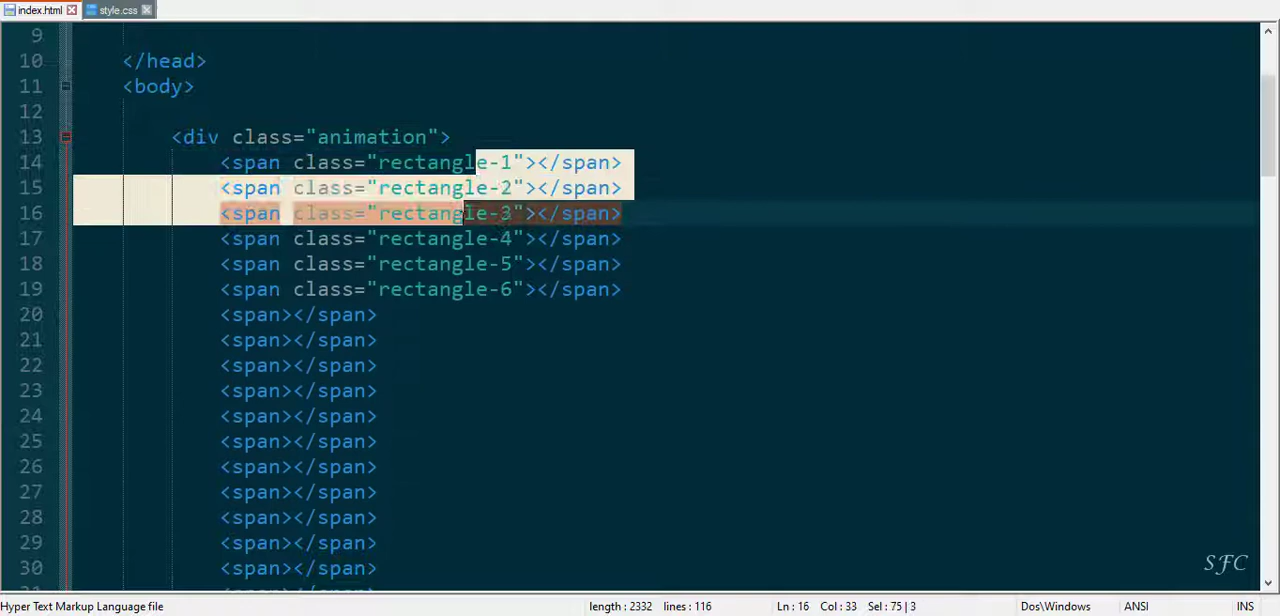 index.html style.css
9
10 </head>
11 <body>
12
13 <div class="animation">
14 <span class="rectangle-1"></span>
15 <span class="rectangle-2"></span>
16 <span class="rectangle-3"></span>
17 <span class="rectangle-4"></span>
18 <span class="rectangle-5"></span>
19 <span class="rectangle-6"></span>
20 <span></span>
21 <span></span>
22 <span></span>
23 <span></span>
24 <span></span>
25 <span></span>
26 <span></span>
27 <span></span>
28 <span></span>
29 <span></span>
30 <span></span>
SFC
Hyper Text Markup Language file length : 2332 lines : 116 Ln : 16 Col : 33 Sel : 75 | 3 Dos\Windows ANSI INS